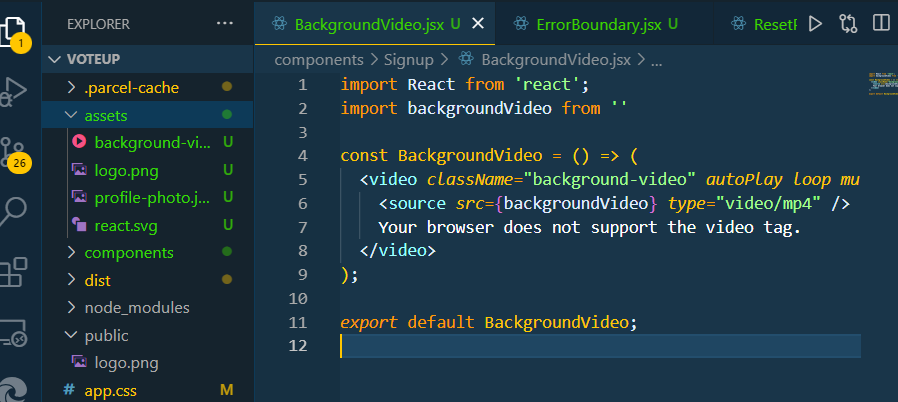 EXPLORER ...
BackgroundVideo.jsx U
ErrorBoundary.jsx U
ResetF
1
VOTEUP
components > Signup > BackgroundVideo.jsx > ...
.parcel-cache
assets
background-vi... U
logo.png U
profile-photo.j... U
react.svg U
components
dist
node_modules
public
logo.png
# app.css M
26
1 import React from 'react';
2 import backgroundVideo from ''
3
4 const BackgroundVideo = () => (
5 <video className="background-video" autoPlay loop mu
6 <source src={backgroundVideo} type="video/mp4" />
7 Your browser does not support the video tag.
8 </video>
9 );
10
11 export default BackgroundVideo;
12